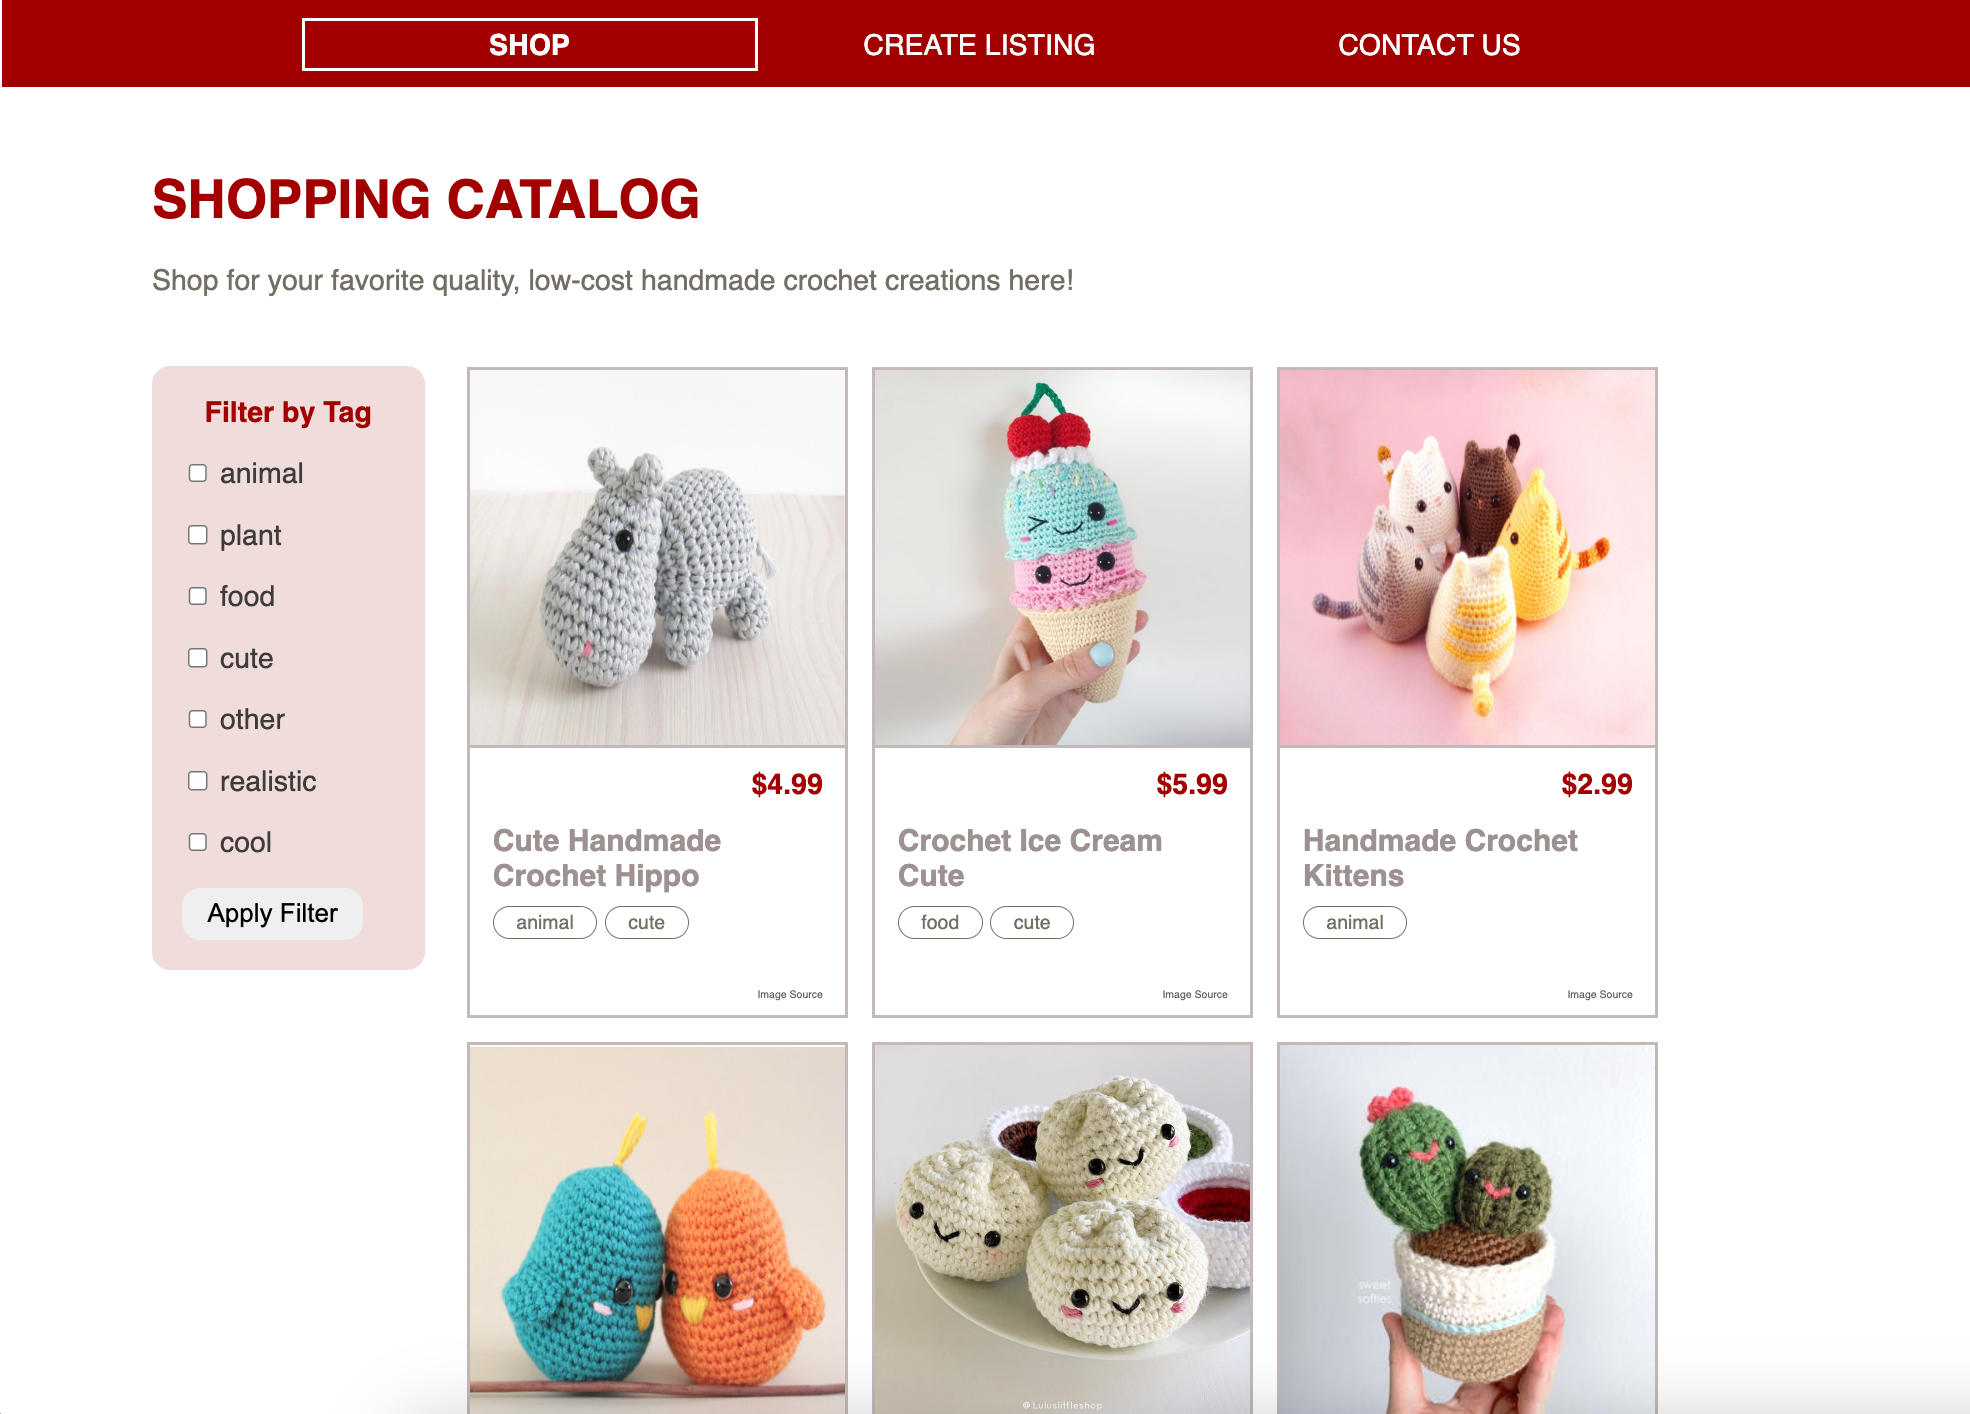 SHOP
CREATE LISTING
CONTACT US
SHOPPING CATALOG
Shop for your favorite quality, low-cost handmade crochet creations here!
Filter by Tag
animal
plant
food
cute
other
realistic
cool
Apply Filter
$4.99
Cute Handmade
Crochet Hippo
animal
cute
Image Source
$5.99
Crochet Ice Cream
Cute
food
cute
Image Source
$2.99
Handmade Crochet
Kittens
animal
Image Source
@Luluslittleshop
sweet
softies